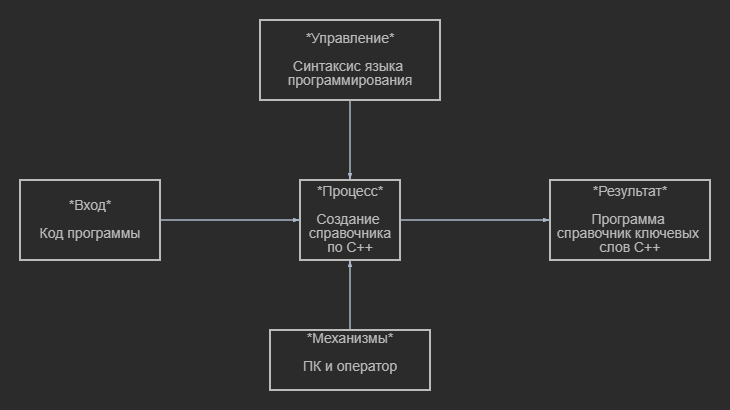 *Управление*
Синтаксис языка
программирования
*Вход*
Код программы
*Процесс*
Создание
справочника
по С++
*Результат*
Программа
справочник ключевых
слов С++
*Механизмы*
ПК и оператор